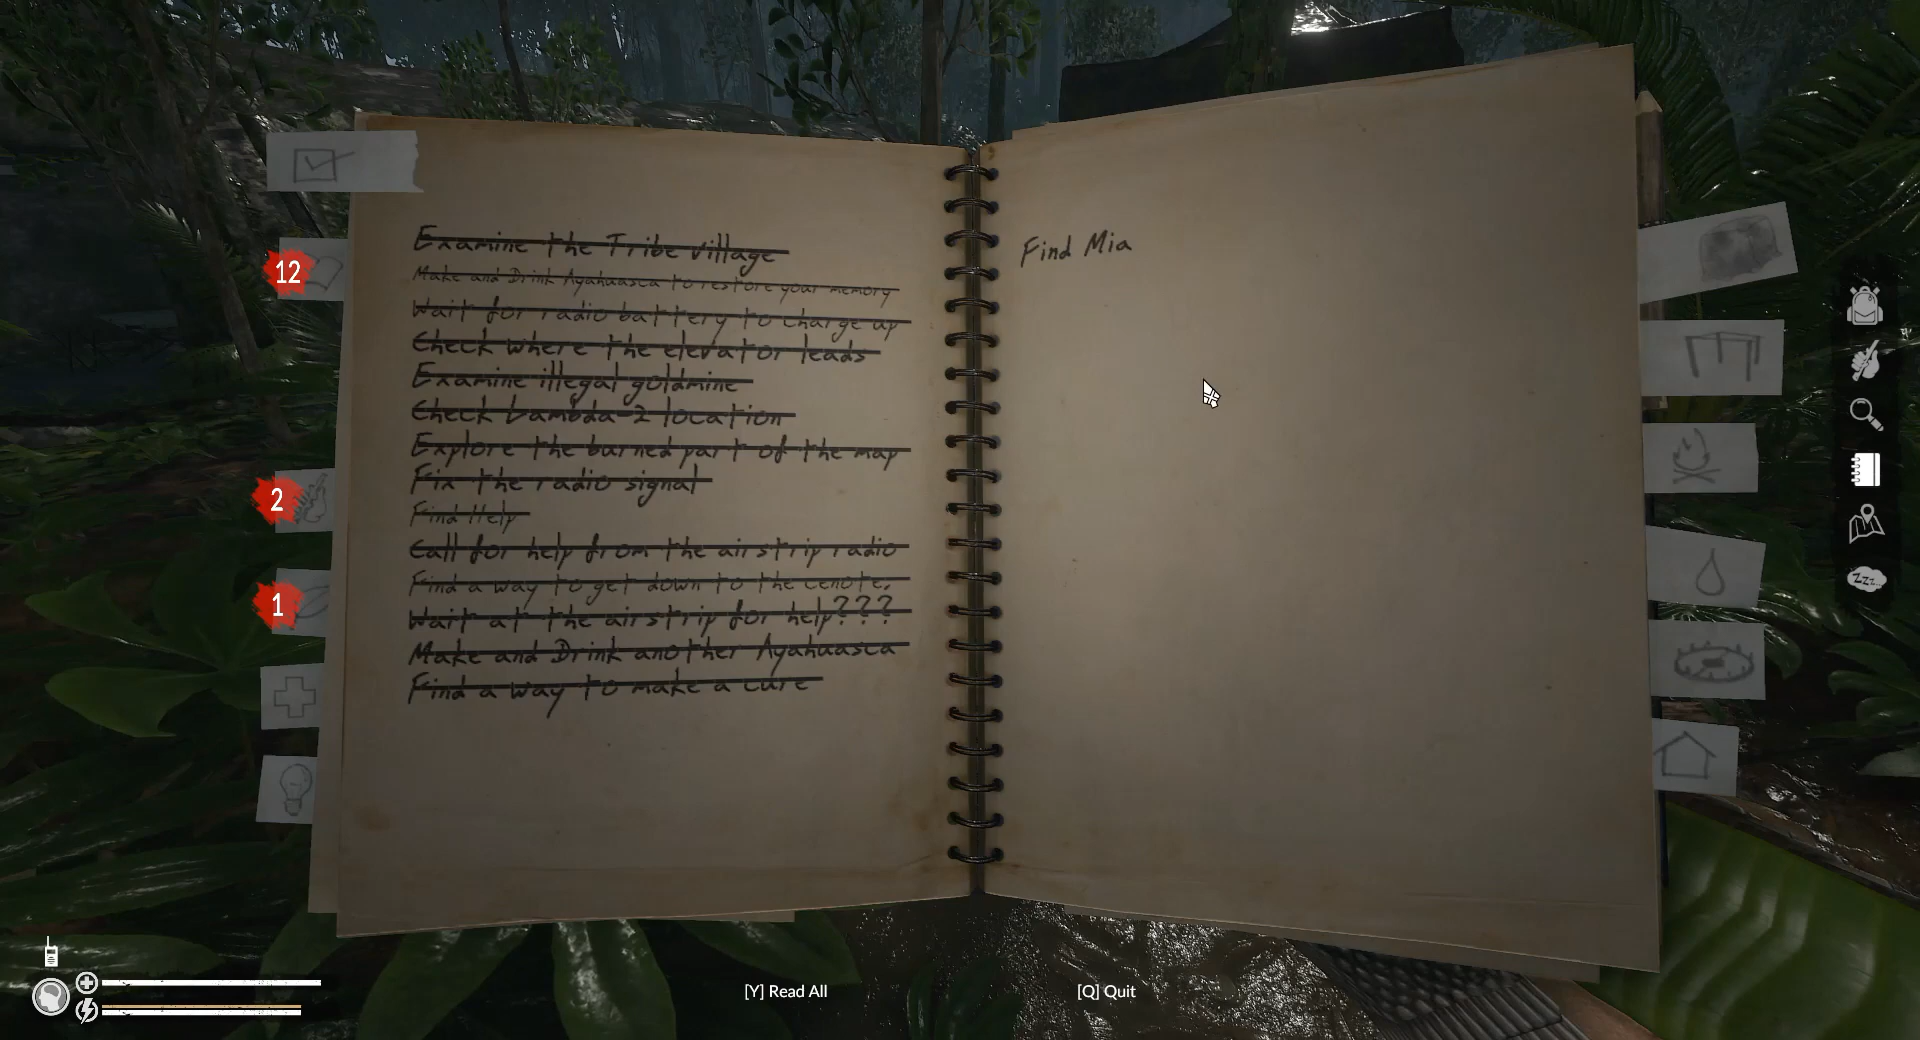 Examine the Tribe village
Make and Drink Ayahuasca to restore your memory
Wait for radio battery to charge up
Check where the elevator leads
Examine illegal goldmine
Check Lambda-2 location
Explore the burned part of the map
Fix the radio signal
Find Help
Call for help from the airstrip radio
Find a way to get down to the cenote.
Wait at the airstrip for help???
Make and Drink another Ayahuasca
Find a way to make a cure
Find Mia
12
2
1
Zzz...
[Y] Read All
[Q] Quit